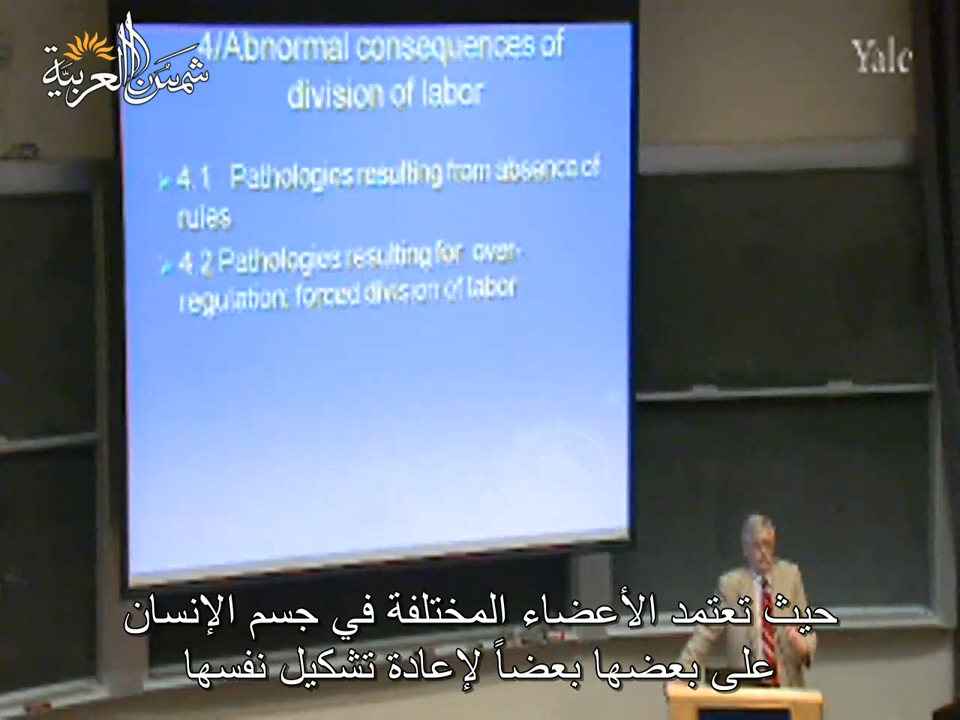 شمس العربية
Yale
4/Abnormal consequences of
division of labor
4.1 Pathologies resulting from absence of
rules
4.2 Pathologies resulting for over-
regulation: forced division of labor
حيث تعتمد الأعضاء المختلفة في جسم الإنسان
على بعضها بعضاً لإعادة تشكيل نفسها